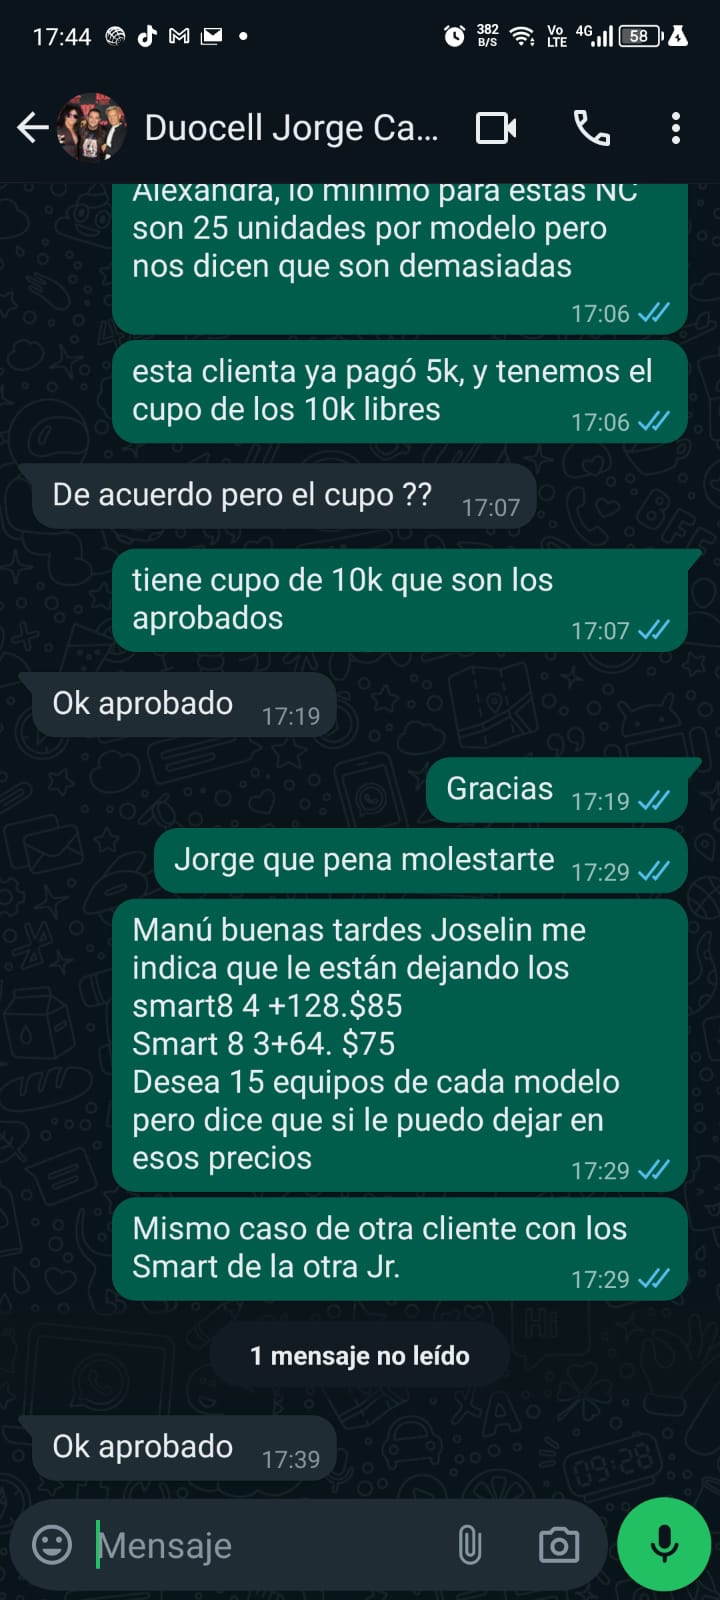 17:44
382 B/S
Vo LTE
4G
58
Duocell Jorge Ca...
Alexandra, lo mínimo para estas NC
son 25 unidades por modelo pero
nos dicen que son demasiadas
17:06
esta clienta ya pagó 5k, y tenemos el
cupo de los 10k libres
17:06
De acuerdo pero el cupo ??
17:07
tiene cupo de 10k que son los
aprobados
17:07
Ok aprobado
17:19
Gracias
17:19
Jorge que pena molestarte
17:29
Manú buenas tardes Joselin me
indica que le están dejando los
smart8 4 +128.$85
Smart 8 3+64. $75
Desea 15 equipos de cada modelo
pero dice que si le puedo dejar en
esos precios
17:29
Mismo caso de otra cliente con los
Smart de la otra Jr.
17:29
1 mensaje no leído
Ok aprobado
17:39
Mensaje